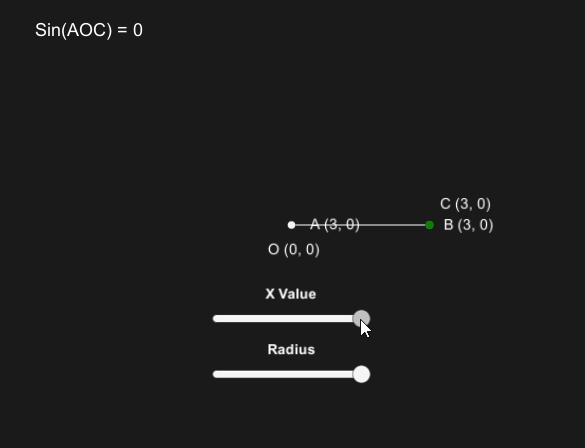 Sin(AOC) = 0
C (3, 0)
A (3, 0)
B (3, 0)
O (0, 0)
X Value
Radius